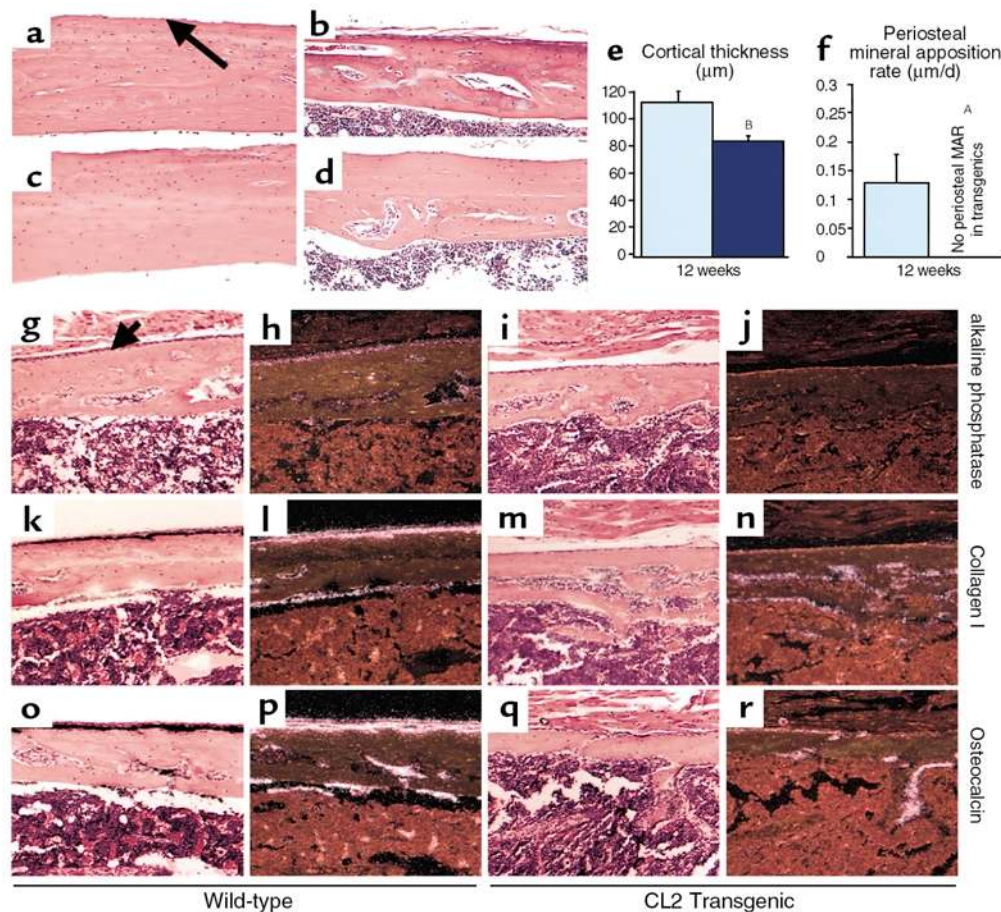 a
b
c
d
e
Cortical thickness
(µm)
120
100
80
60
40
20
0
B
12 weeks
f
Periosteal
mineral apposition
rate (µm/d)
0.3
0.25
0.2
0.15
0.1
0.05
0
A
No periosteal MAR
in transgenics
12 weeks
g
h
i
j
alkaline phosphatase
k
l
m
n
Collagen I
o
p
q
r
Osteocalcin
Wild-type
CL2 Transgenic